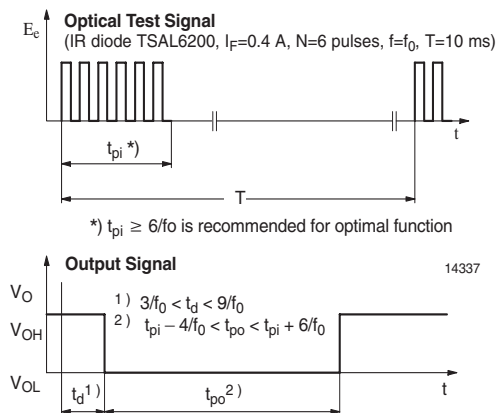 Optical Test Signal
Eₑ
(IR diode TSAL6200, I_F=0.4 A, N=6 pulses, f=f₀, T=10 ms)
t
t_pi *)
T
*) t_pi ≥ 6/fo is recommended for optimal function
Output Signal
14337
V_O
1) 3/f₀ < t_d < 9/f₀
V_OH
2) t_pi – 4/f₀ < t_po < t_pi + 6/f₀
V_OL
t_d 1)
t_po 2)
t